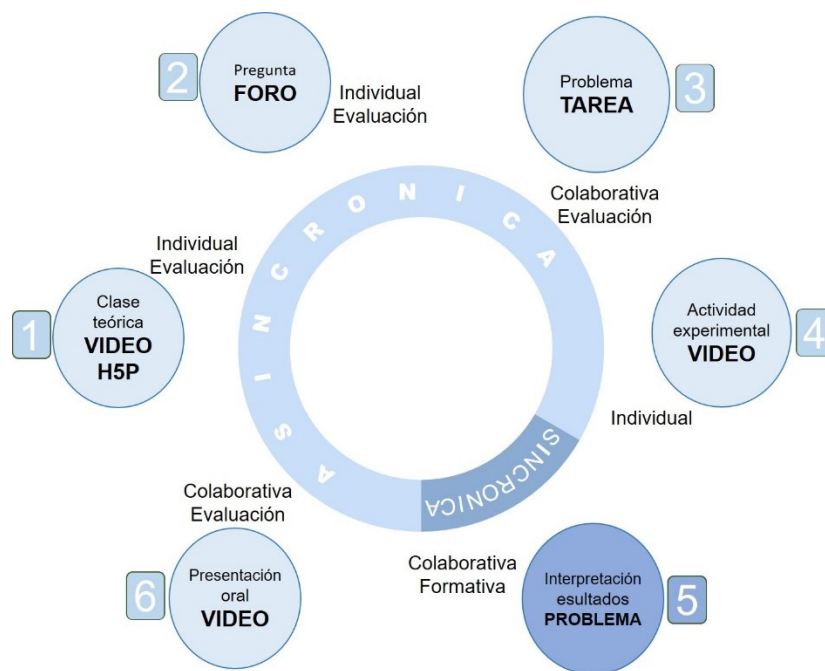 1
Clase
teórica
VIDEO
H5P
Individual
Evaluación
2
Pregunta
FORO
Individual
Evaluación
3
Problema
TAREA
Colaborativa
Evaluación
4
Actividad
experimental
VIDEO
Individual
5
Interpretación
esultados
PROBLEMA
Colaborativa
Formativa
6
Presentación
oral
VIDEO
Colaborativa
Evaluación
ASINCRONICA
SINCRONICA